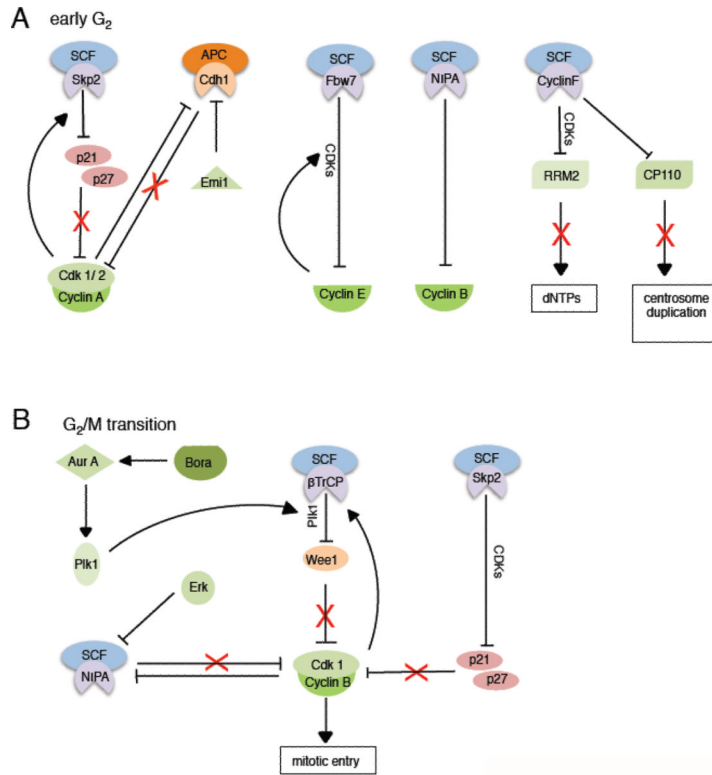 A
early G₂
SCF
Skp2
APC
Cdh1
SCF
Fbw7
SCF
NIPA
SCF
CyclinF
CDKs
CDKs
p21
p27
Emi1
RRM2
CP110
Cdk 1/ 2
Cyclin A
Cyclin E
Cyclin B
dNTPs
centrosome
duplication
B
G₂/M transition
Aur A
Bora
SCF
βTrCP
SCF
Skp2
Plk1
Plk1
Wee1
CDKs
Erk
SCF
NIPA
Cdk 1
Cyclin B
p21
p27
mitotic entry